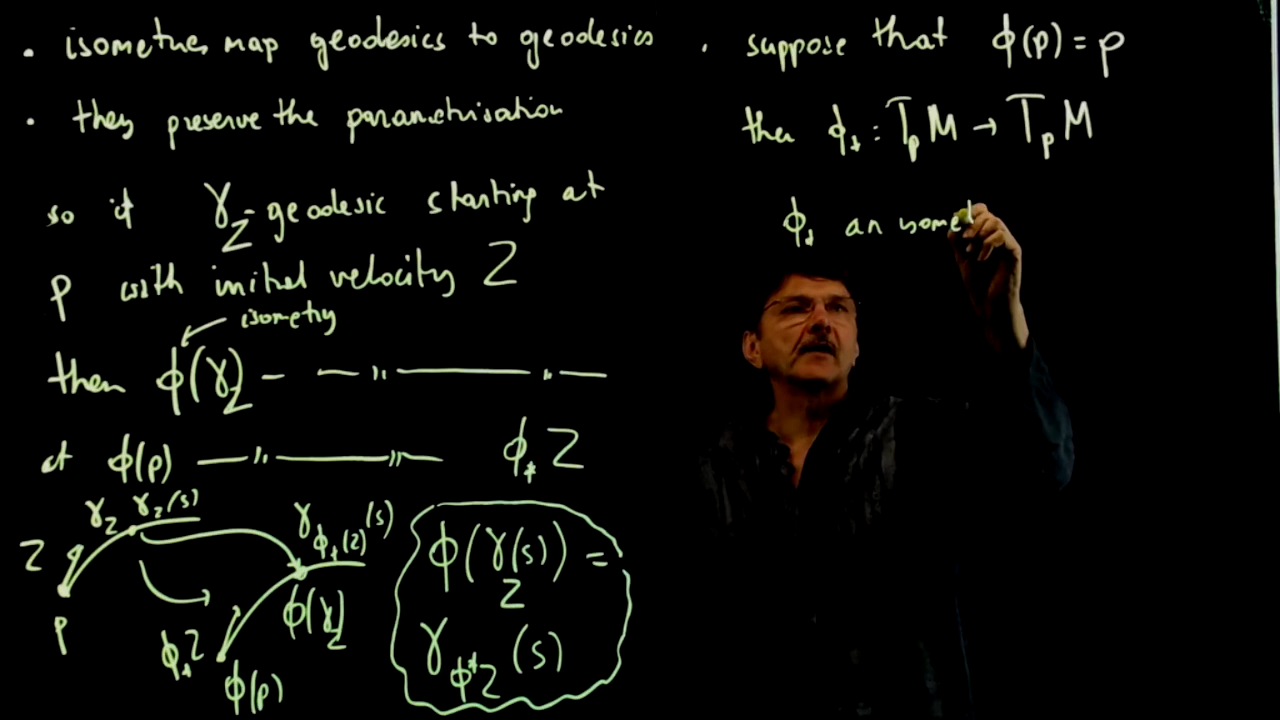 . isometries map geodesics to geodesics
. they preserve the parametrisation
so if γ_Z - geodesic starting at
p with initial velocity Z
isometry
then ϕ(γ_Z) - — " —— " —
at ϕ(p) — " —— " — ϕ_* Z
γ_Z γ_Z(s)
Z
p
γ_{ϕ_*(Z)}(s)
ϕ_* Z
ϕ(γ_Z)
ϕ(p)
ϕ(γ_Z(s)) =
γ_{ϕ_* Z}(s)
. suppose that ϕ(p) = p
then ϕ_* : T_p M → T_p M
ϕ_* an isomet